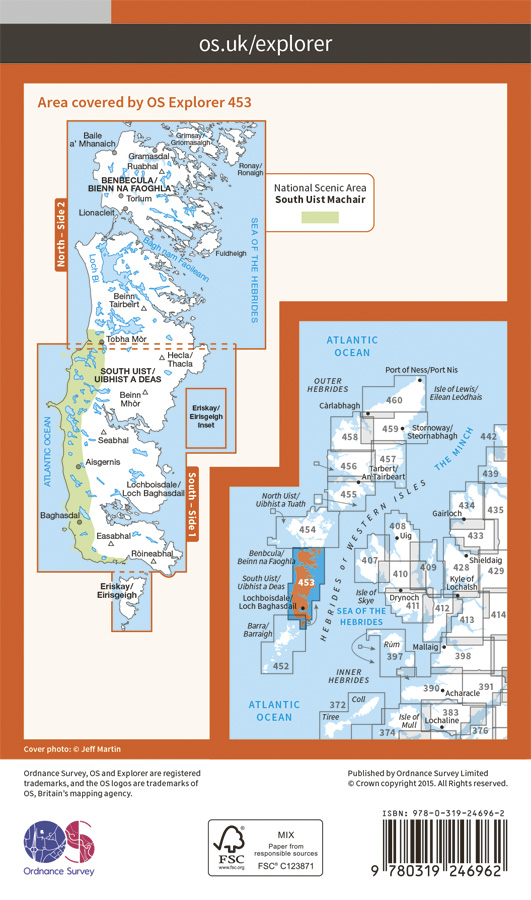 os.uk/explorer
Area covered by OS Explorer 453
Baile
a' Mhanaich
Grimsay/
Griomasaigh
Gramasdal
Ruabhal
Ronay/
Ronaigh
BENBECULA/
BIENN NA FAOGHLA
Torlum
Lionacleit
North – Side 2
Loch Bì
Bagh nam Faoileann
Fuidheigh
SEA OF THE HEBRIDES
Beinn
Tairbeirt
Tobha Mòr
Hecla/
Thacla
SOUTH UIST/
UIBHIST A DEAS
Beinn
Mhòr
Eriskay/
Eirisgeigh
Inset
ATLANTIC OCEAN
Seabhal
Aisgernis
Lochboisdale/
Loch Baghasdail
South – Side 1
Baghasdal
Easabhal
Ròineabhal
Eriskay/
Eirisgeigh
National Scenic Area
South Uist Machair
ATLANTIC
OCEAN
Port of Ness/Port Nis
OUTER
HEBRIDES
Isle of Lewis/
Eilean Leòdhais
460
Càrlabhagh
459
Stornoway/
Steornabhagh
458
THE MINCH
442
457
456
Tarbert/
An Tairbeart
439
455
North Uist/
Uibhist a Tuath
HEBRIDES or WESTERN ISLES
434
435
Gairloch
454
408
Uig
433
Benbcula/
Beinn na Faoghla
407
409
428
Shieldaig
429
South Uist/
Uibhist a Deas
453
410
Kyle of
Lochalsh
Lochboisdale/
Loch Baghasdail
Isle of
Skye
Drynoch
411
412
413
414
SEA OF THE
HEBRIDES
Barra/
Barraigh
452
Rùm
397
Mallaig
398
INNER
HEBRIDES
390
391
Acharacle
ATLANTIC
OCEAN
372
Coll
Tiree
374
Isle of
Mull
383
Lochaline
376
Cover photo: © Jeff Martin
Ordnance Survey, OS and Explorer are registered
trademarks, and the OS logos are trademarks of
OS, Britain's mapping agency.
Published by Ordnance Survey Limited
© Crown copyright 2015. All Rights reserved.
OS
Ordnance Survey
FSC
www.fsc.org
MIX
Paper from
responsible sources
FSC® C123871
ISBN: 978-0-319-24696-2
9 780319 246962